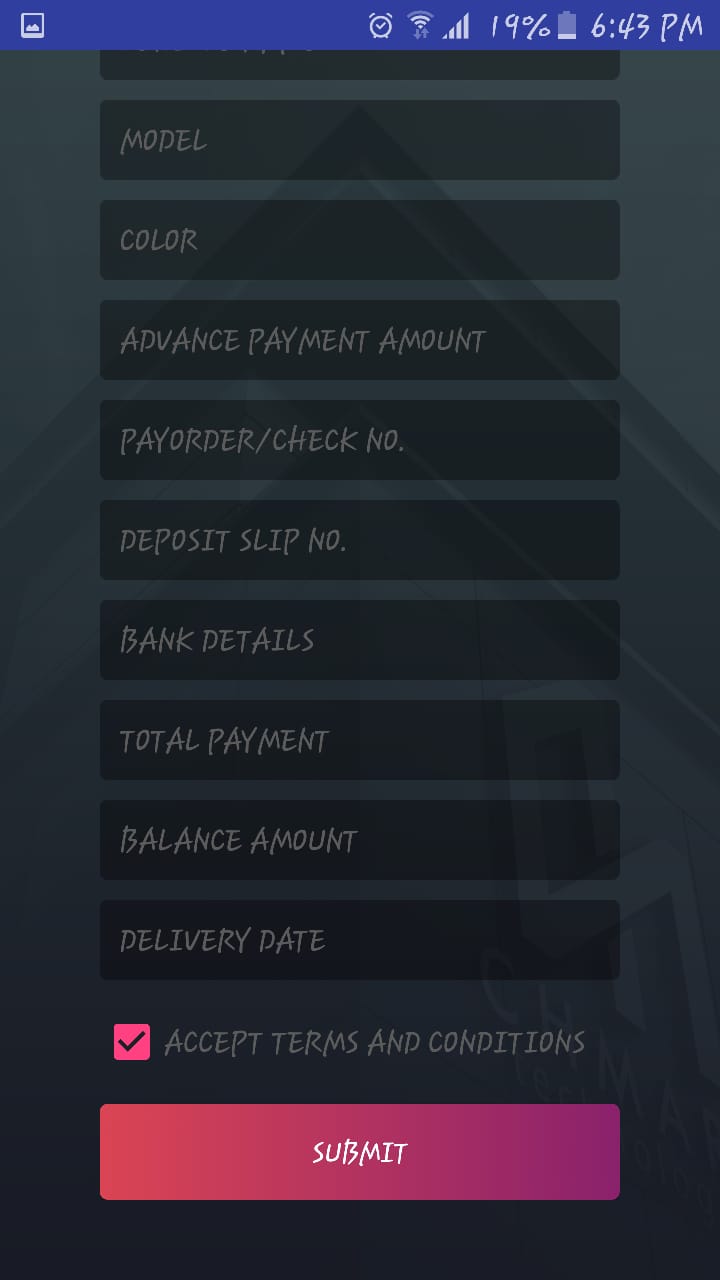 19% 6:43 PM
MODEL
COLOR
ADVANCE PAYMENT AMOUNT
PAYORDER/CHECK NO.
DEPOSIT SLIP NO.
BANK DETAILS
TOTAL PAYMENT
BALANCE AMOUNT
DELIVERY DATE
ACCEPT TERMS AND CONDITIONS
SUBMIT